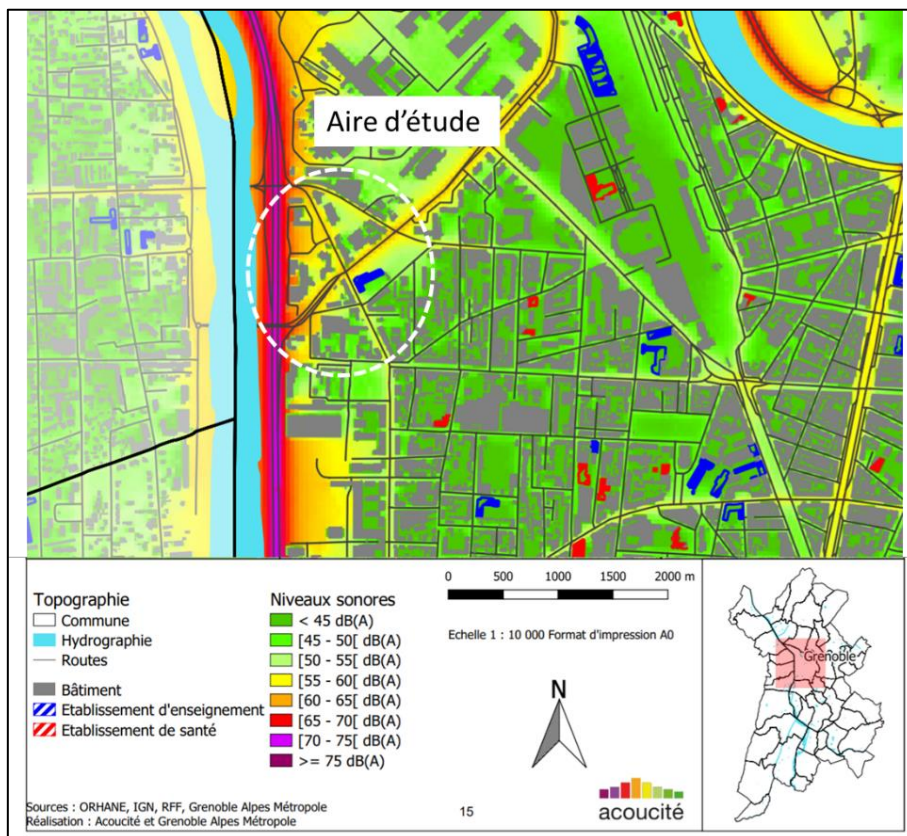 Aire d'étude
Topographie
Commune
Hydrographie
Routes
Bâtiment
Etablissement d'enseignement
Etablissement de santé
Niveaux sonores
< 45 dB(A)
[45 - 50[ dB(A)
[50 - 55[ dB(A)
[55 - 60[ dB(A)
[60 - 65[ dB(A)
[65 - 70[ dB(A)
[70 - 75[ dB(A)
>= 75 dB(A)
0 500 1000 1500 2000 m
Echelle 1 : 10 000 Format d'impression A0
N
acoucité
Grenoble
Sources : ORHANE, IGN, RFF, Grenoble Alpes Métropole
Réalisation : Acoucité et Grenoble Alpes Métropole
15